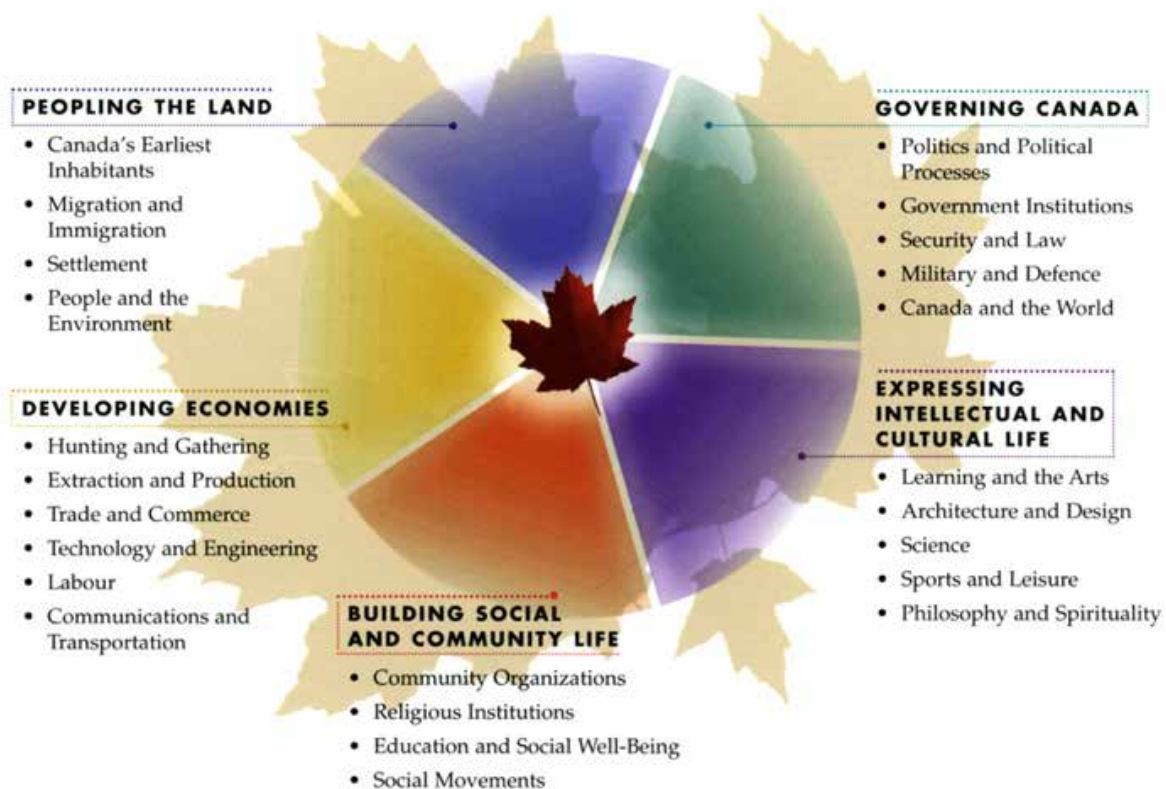 PEOPLING THE LAND
• Canada's Earliest
Inhabitants
• Migration and
Immigration
• Settlement
• People and the
Environment
DEVELOPING ECONOMIES
• Hunting and Gathering
• Extraction and Production
• Trade and Commerce
• Technology and Engineering
• Labour
• Communications and
Transportation
BUILDING SOCIAL
AND COMMUNITY LIFE
• Community Organizations
• Religious Institutions
• Education and Social Well-Being
• Social Movements
GOVERNING CANADA
• Politics and Political
Processes
• Government Institutions
• Security and Law
• Military and Defence
• Canada and the World
EXPRESSING
INTELLECTUAL AND
CULTURAL LIFE
• Learning and the Arts
• Architecture and Design
• Science
• Sports and Leisure
• Philosophy and Spirituality